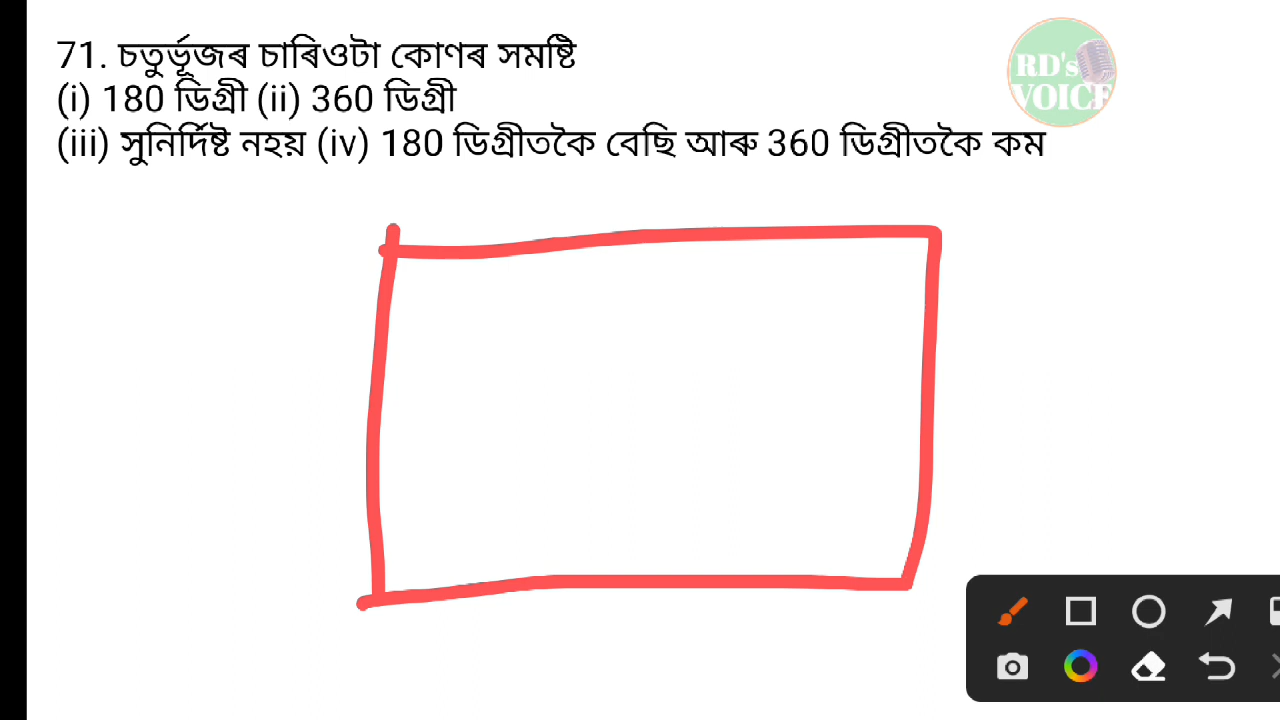 71. চতুৰ্ভূজৰ চাৰিওটা কোণৰ সমষ্টি
(i) 180 ডিগ্ৰী (ii) 360 ডিগ্ৰী
(iii) সুনিৰ্দিষ্ট নহয় (iv) 180 ডিগ্ৰীতকৈ বেছি আৰু 360 ডিগ্ৰীতকৈ কম
RD's
VOICE